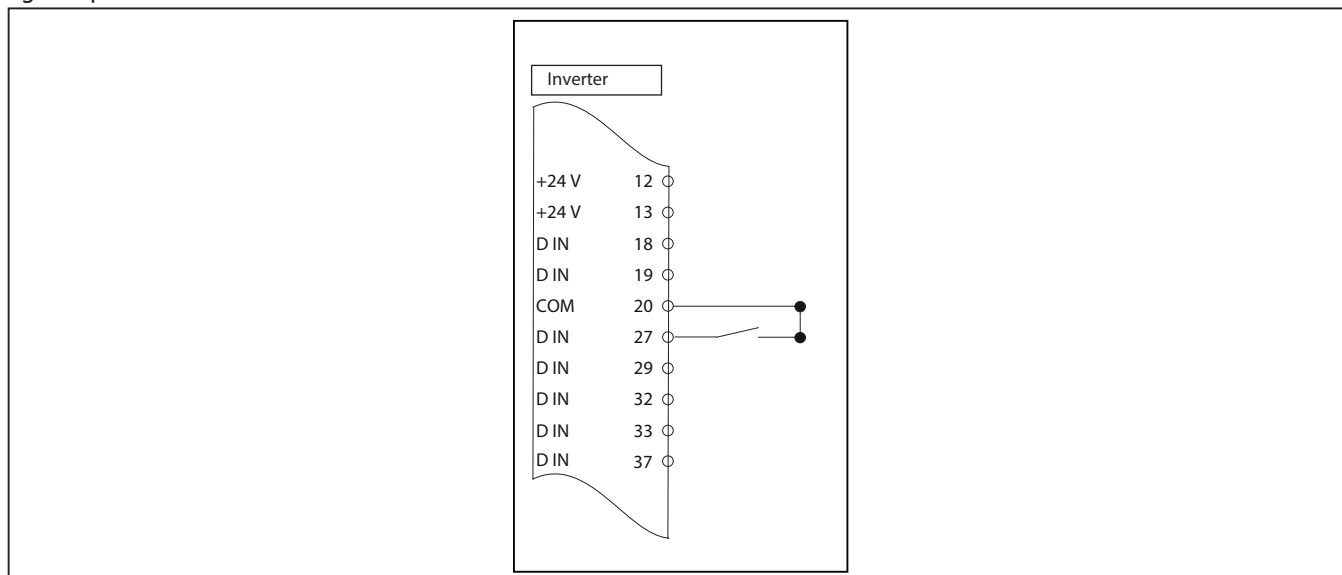 Inverter
+24 V 12
+24 V 13
D IN 18
D IN 19
COM 20
D IN 27
D IN 29
D IN 32
D IN 33
D IN 37